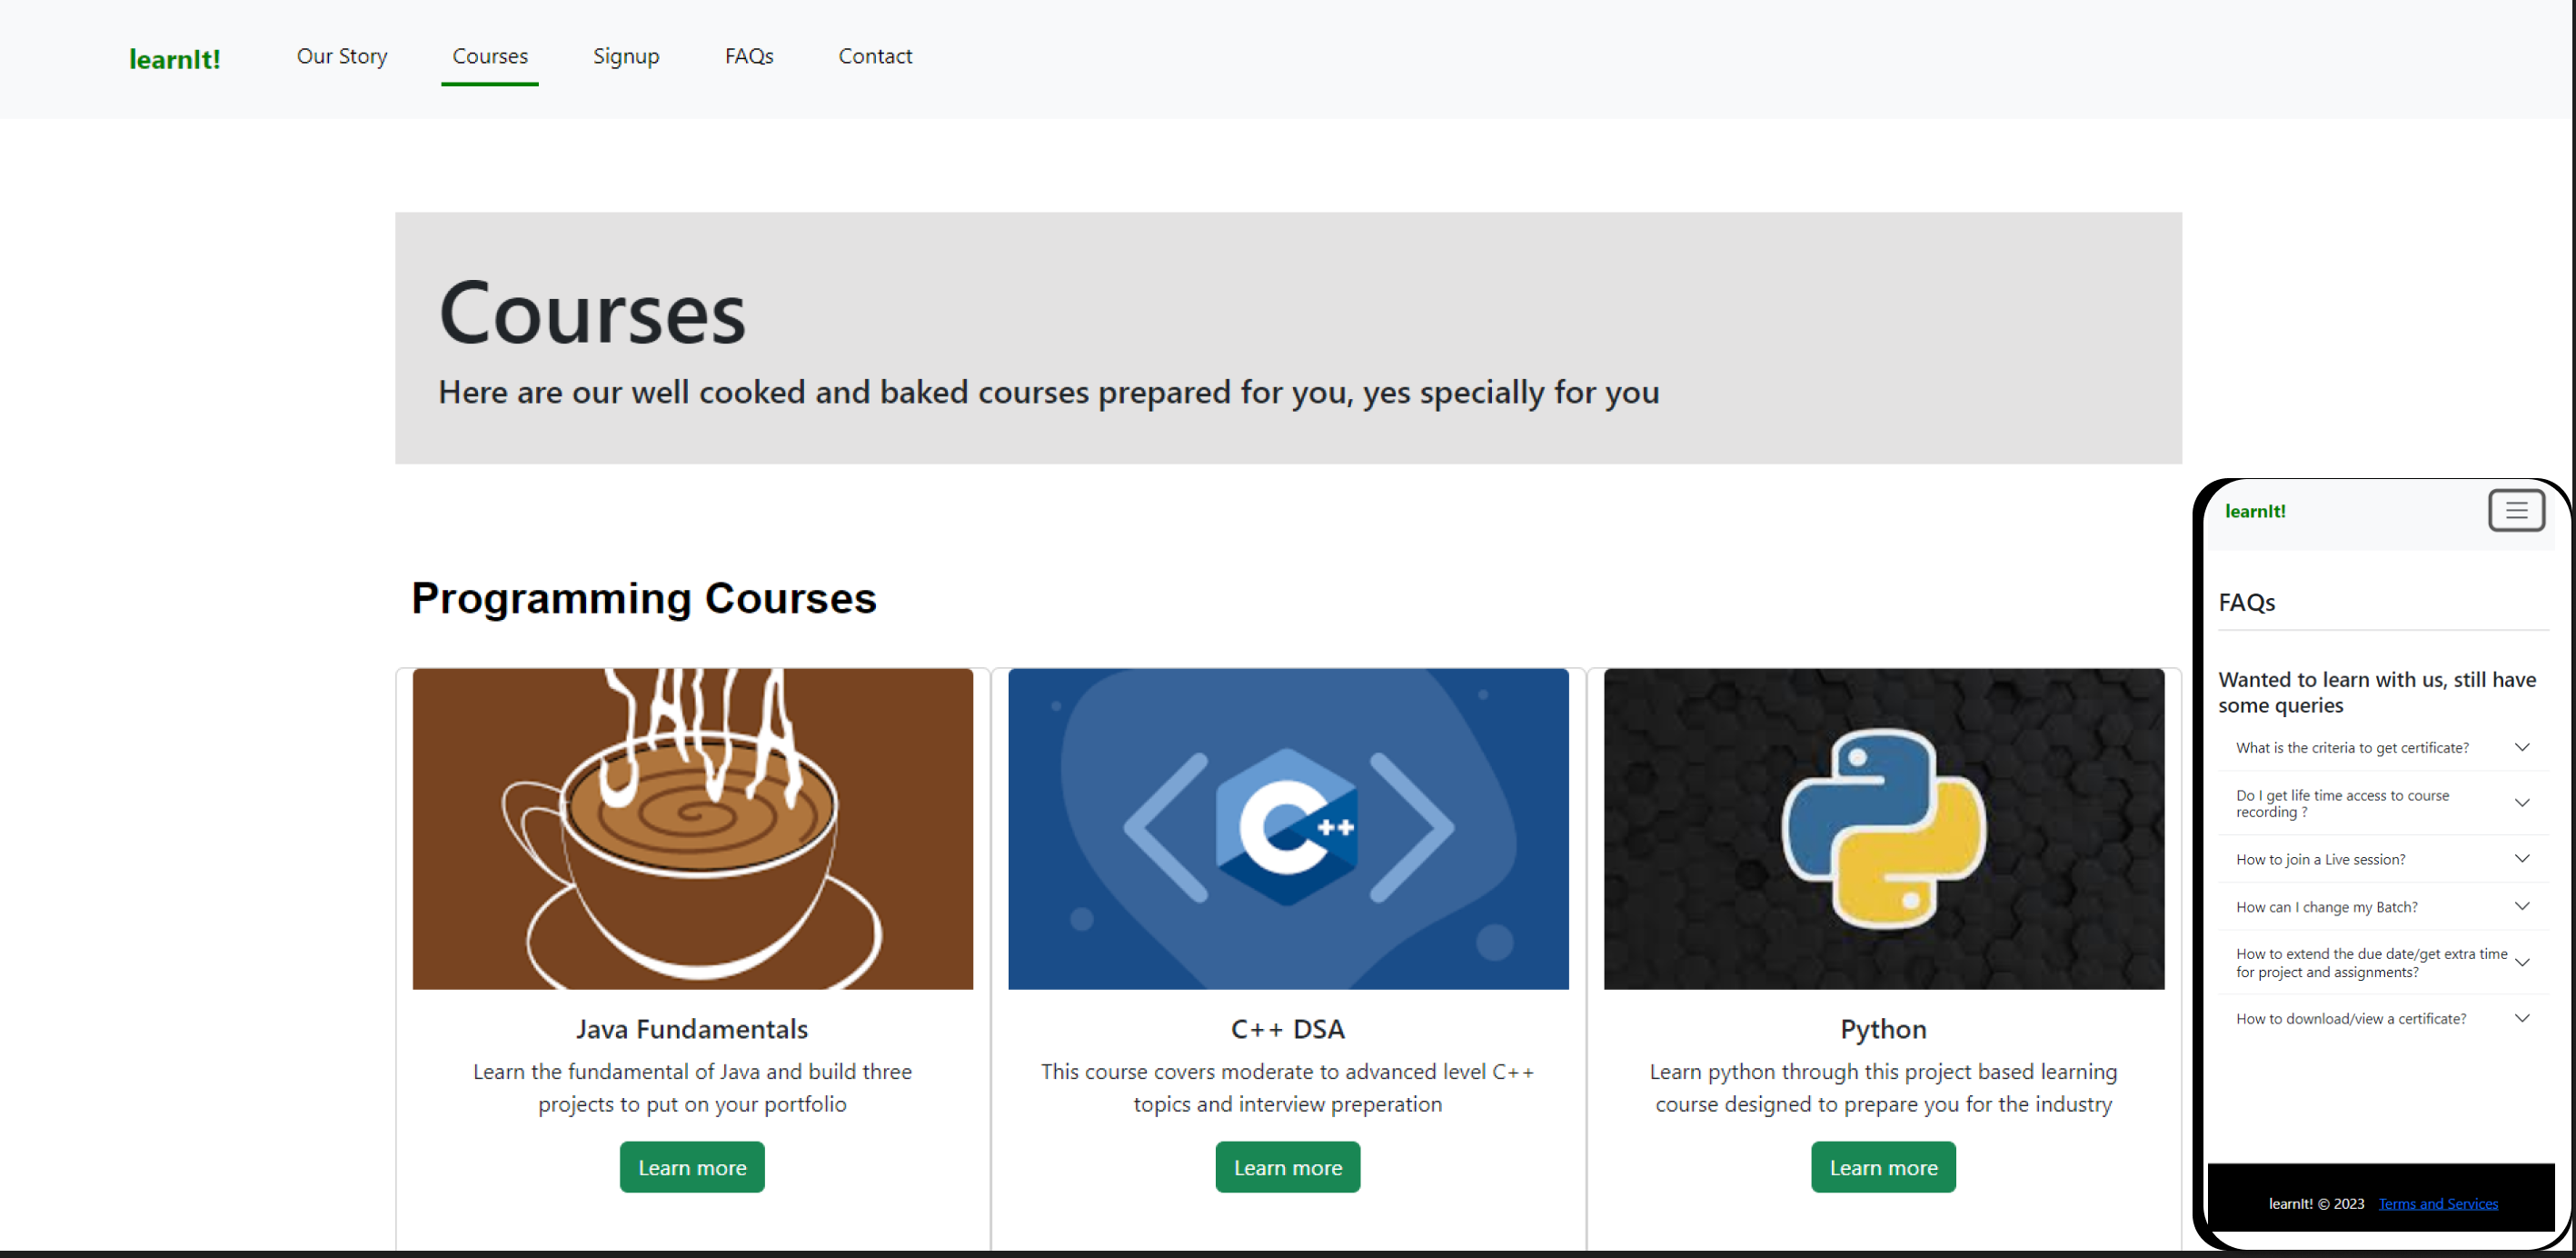 learnIt! Our Story Courses Signup FAQs Contact
Courses
Here are our well cooked and baked courses prepared for you, yes specially for you
Programming Courses
JAVA
Java Fundamentals
Learn the fundamental of Java and build three
projects to put on your portfolio
Learn more
C++
C++ DSA
This course covers moderate to advanced level C++
topics and interview preperation
Learn more
Python
Learn python through this project based learning
course designed to prepare you for the industry
Learn more
learnIt!
FAQs
Wanted to learn with us, still have
some queries
What is the criteria to get certificate?
Do I get life time access to course
recording ?
How to join a Live session?
How can I change my Batch?
How to extend the due date/get extra time
for project and assignments?
How to download/view a certificate?
learnIt! © 2023 Terms and Services